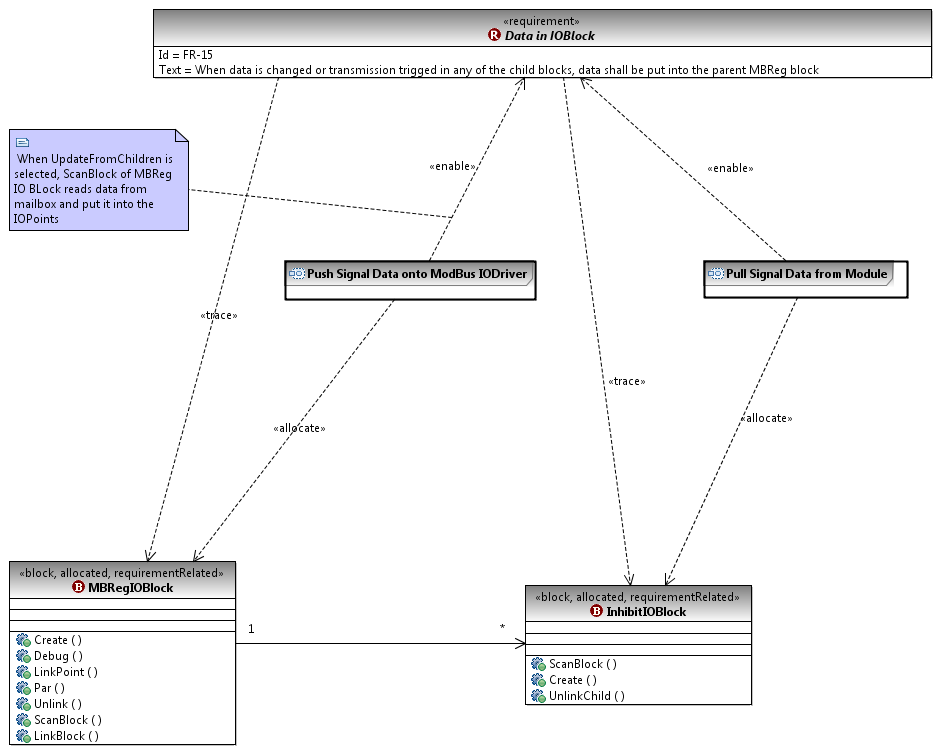 «requirement»
R Data in IOBlock
Id = FR-15
Text = When data is changed or transmission trigged in any of the child blocks, data shall be put into the parent MBReg block
When UpdateFromChildren is
selected, ScanBlock of MBReg
IO BLock reads data from
mailbox and put it into the
IOPoints
«enable»
«enable»
Push Signal Data onto ModBus IODriver
Pull Signal Data from Module
«trace»
«trace»
«allocate»
«allocate»
«block, allocated, requirementRelated»
B MBRegIOBlock
Create ( )
Debug ( )
LinkPoint ( )
Par ( )
Unlink ( )
ScanBlock ( )
LinkBlock ( )
1
*
«block, allocated, requirementRelated»
B InhibitIOBlock
ScanBlock ( )
Create ( )
UnlinkChild ( )